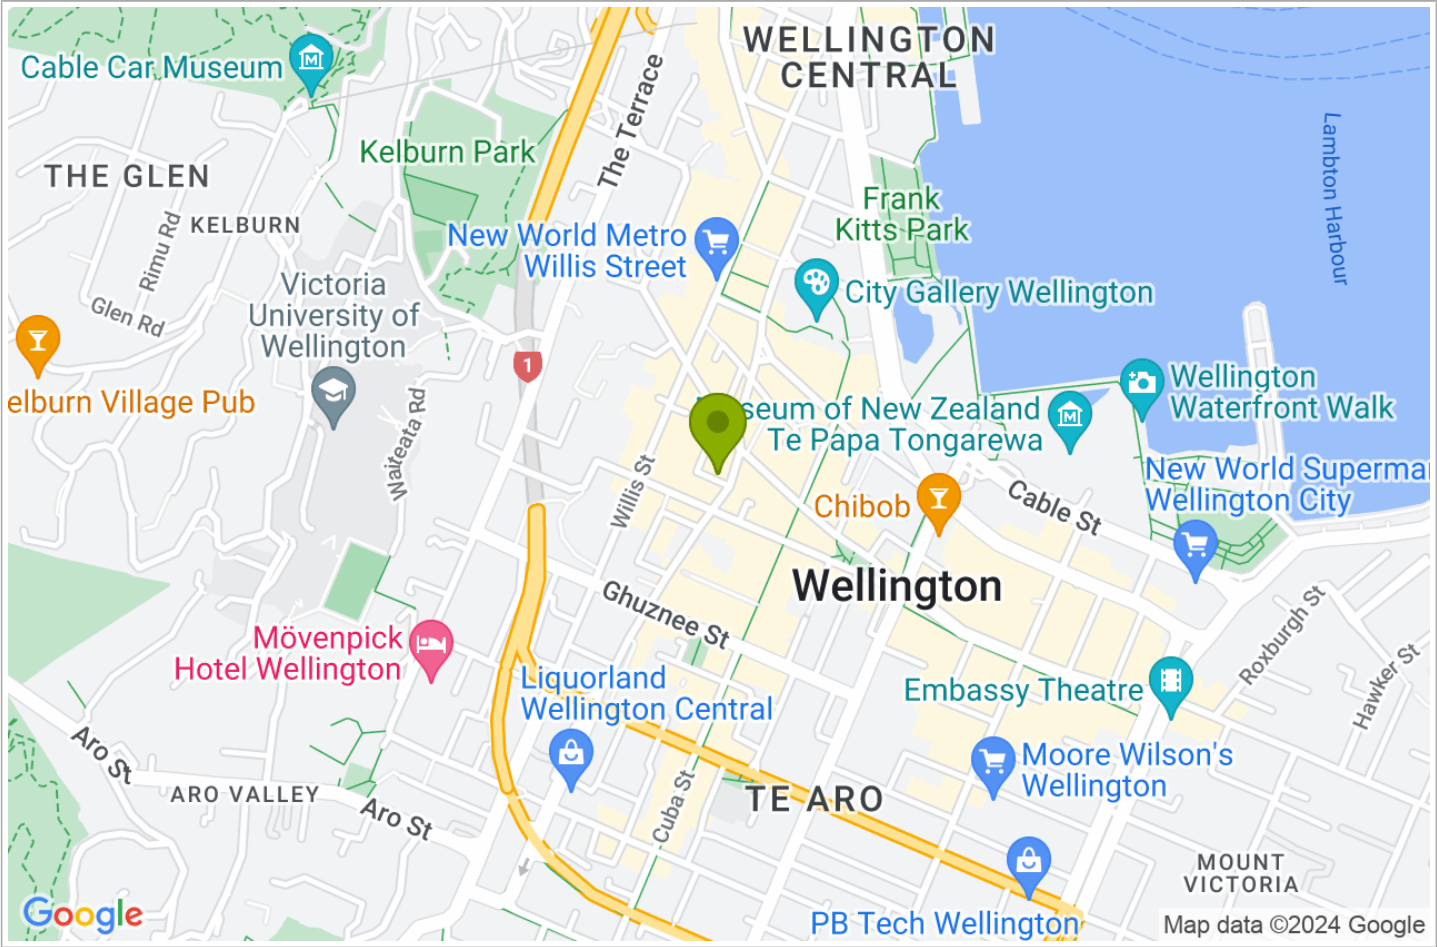 WELLINGTON
CENTRAL
Cable Car Museum
The Terrace
Lambton Harbour
Kelburn Park
THE GLEN
Frank
Kitts Park
KELBURN
Rimu Rd
New World Metro
Willis Street
Victoria
University of
Wellington
City Gallery Wellington
Glen Rd
1
elburn Village Pub
Wellington
Waterfront Walk
seum of New Zealand
Te Papa Tongarewa
Waiteata Rd
Willis St
New World Superma
Wellington City
Chibob
Cable St
Wellington
Ghuznee St
Roxburgh St
Hawker St
Mövenpick
Hotel Wellington
Liquorland
Wellington Central
Embassy Theatre
Aro St
Moore Wilson's
Wellington
ARO VALLEY
Aro St
Cuba St
TE ARO
MOUNT
VICTORIA
Google
PB Tech Wellington
Map data ©2024 Google